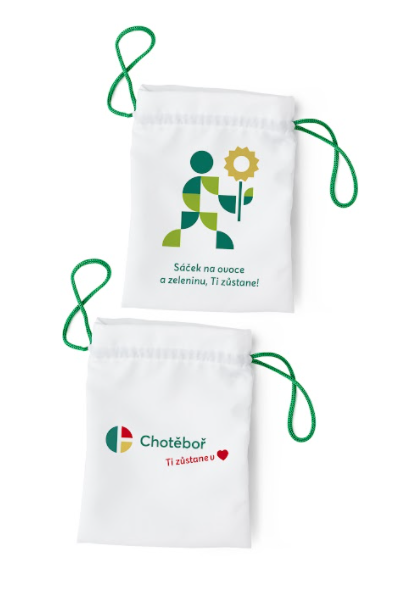 Sáček na ovoce
a zeleninu, Ti zůstane!
Chotěboř
Ti zůstane v